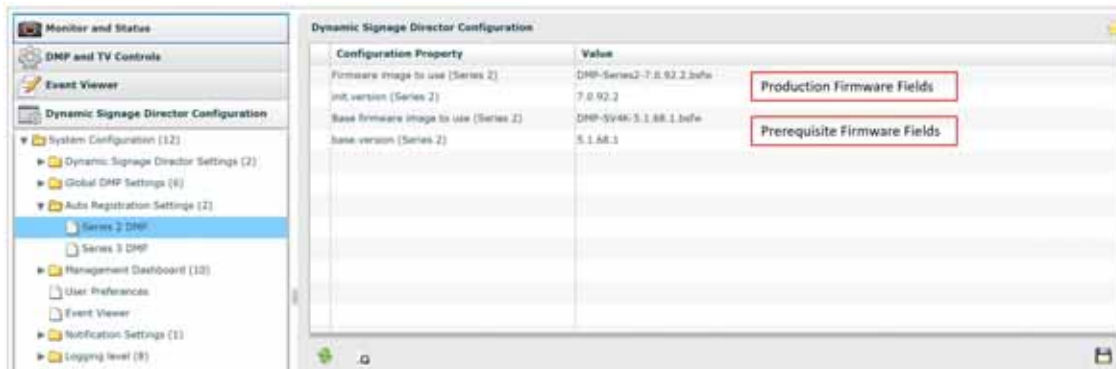 Monitor and Status
DMP and TV Controls
Event Viewer
Dynamic Signage Director Configuration
System Configuration (12)
Dynamic Signage Director Settings (2)
Global DMP Settings (6)
Auto Registration Settings (2)
Series 2 DMP
Series 3 DMP
Management Dashboard (10)
User Preferences
Event Viewer
Notification Settings (1)
Logging level (8)
Dynamic Signage Director Configuration
Configuration Property Value
Firmware image to use (Series 2) DMP-Series2-7.0.92.2.bsfw
init.version (Series 2) 7.0.92.2
Production Firmware Fields
Base firmware image to use (Series 2) DMP-SV4K-5.1.68.1.bsfw
base version (Series 2) 5.1.68.1
Prerequisite Firmware Fields